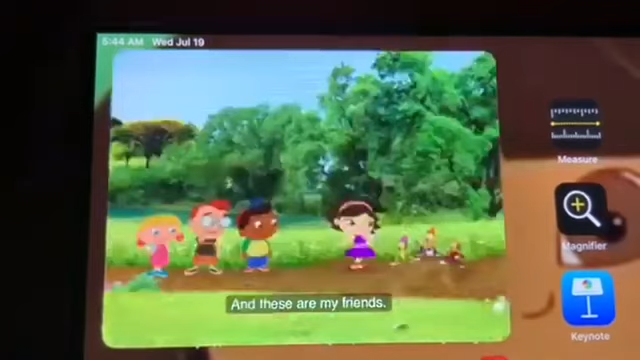 5:44 AM Wed Jul 19
Measure
Magnifier
And these are my friends.
Keynote